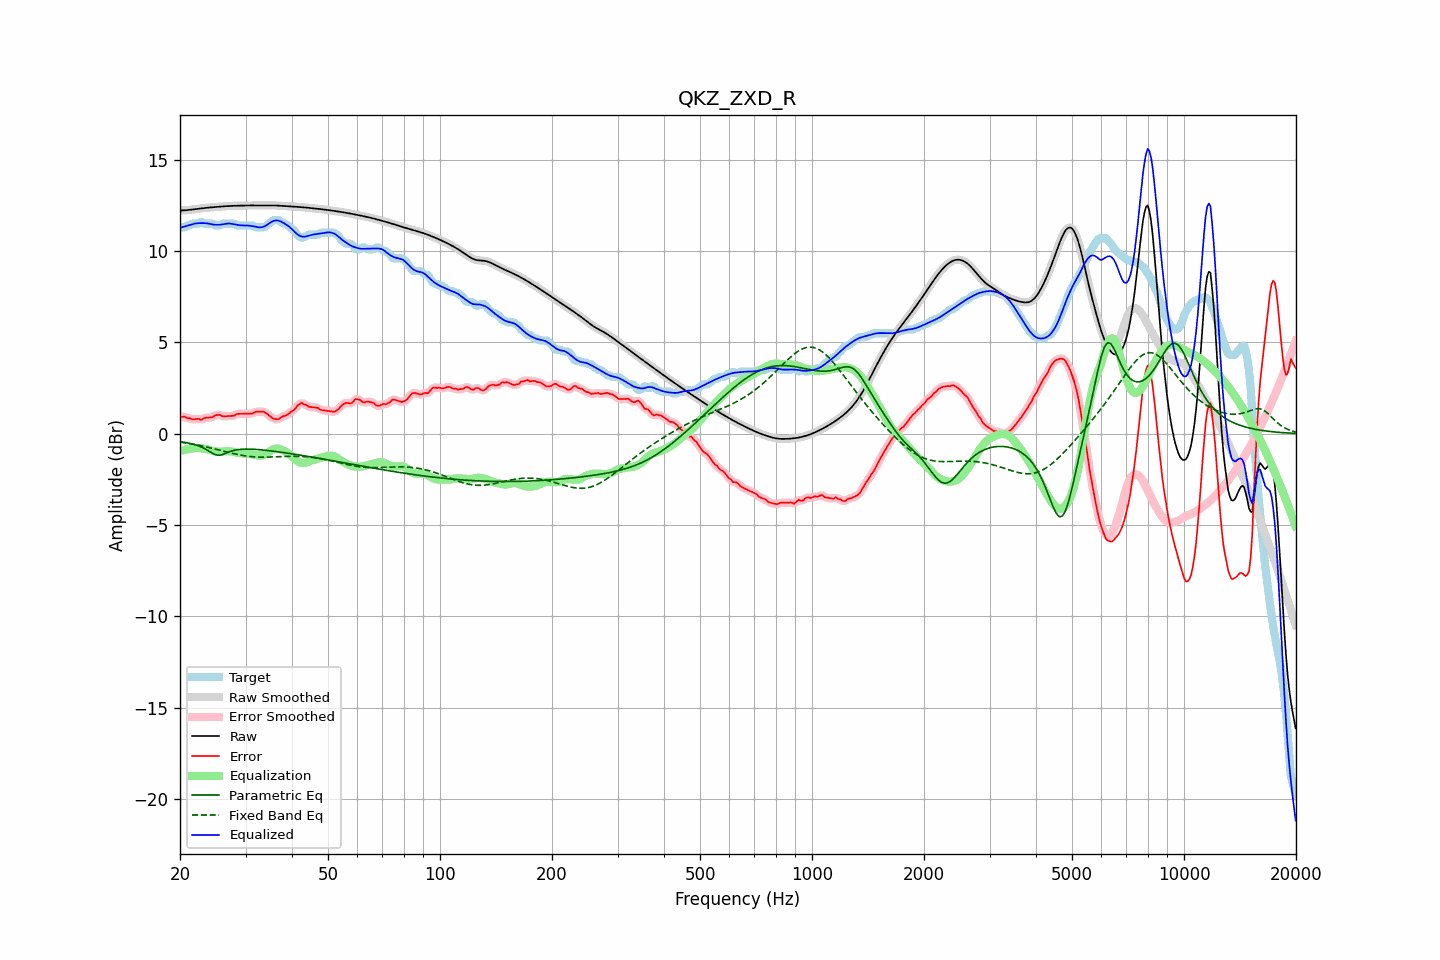 QKZ_ZXD_R
Amplitude (dBr)
15
10
5
0
−5
−10
−15
−20
Target
Raw Smoothed
Error Smoothed
Raw
Error
Equalization
Parametric Eq
Fixed Band Eq
Equalized
20 50 100 200 500 1000 2000 5000 10000 20000
Frequency (Hz)